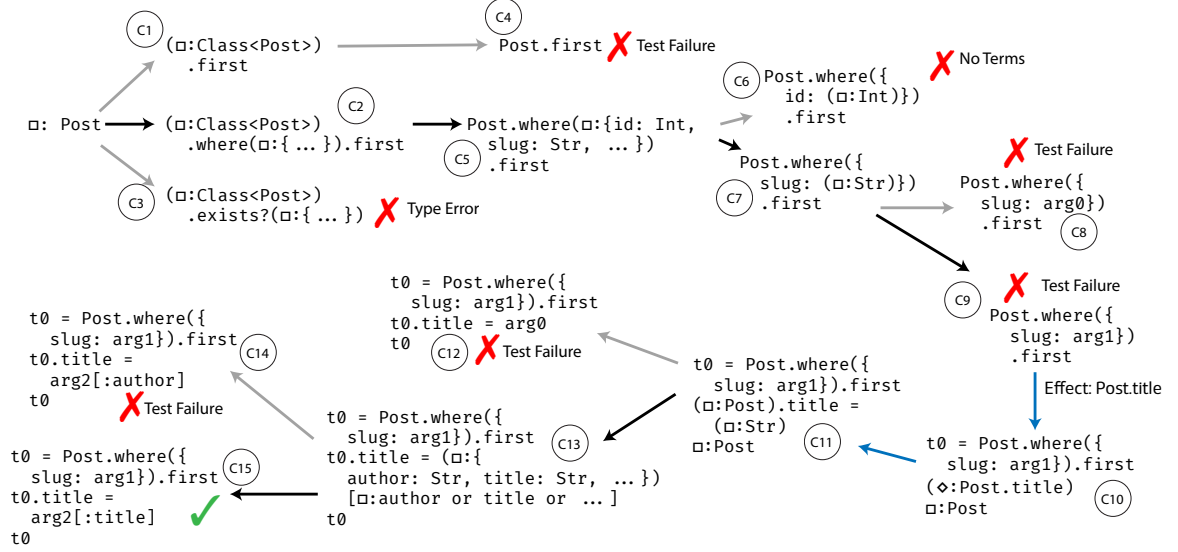 □: Post
C1
(□:Class<Post>)
.first
C4
Post.first
Test Failure
C2
(□:Class<Post>)
.where(□:{ … }).first
C3
(□:Class<Post>)
.exists?(□:{ … })
Type Error
Post.where(□:{id: Int,
slug: Str, … })
.first
C5
C6
Post.where({
id: (□:Int)})
.first
No Terms
Post.where({
slug: (□:Str)})
.first
C7
Test Failure
Post.where({
slug: arg0})
.first
C8
C9
Test Failure
Post.where({
slug: arg1})
.first
Effect: Post.title
t0 = Post.where({
slug: arg1}).first
(◇:Post.title)
□:Post
C10
t0 = Post.where({
slug: arg1}).first
(□:Post).title =
(□:Str)
□:Post
C11
t0 = Post.where({
slug: arg1}).first
t0.title = arg0
t0
C12
Test Failure
t0 = Post.where({
slug: arg1}).first
t0.title = (□:{
author: Str, title: Str, … })
[□:author or title or … ]
t0
C13
t0 = Post.where({
slug: arg1}).first
t0.title =
arg2[:author]
t0
C14
Test Failure
t0 = Post.where({
slug: arg1}).first
t0.title =
arg2[:title]
t0
C15